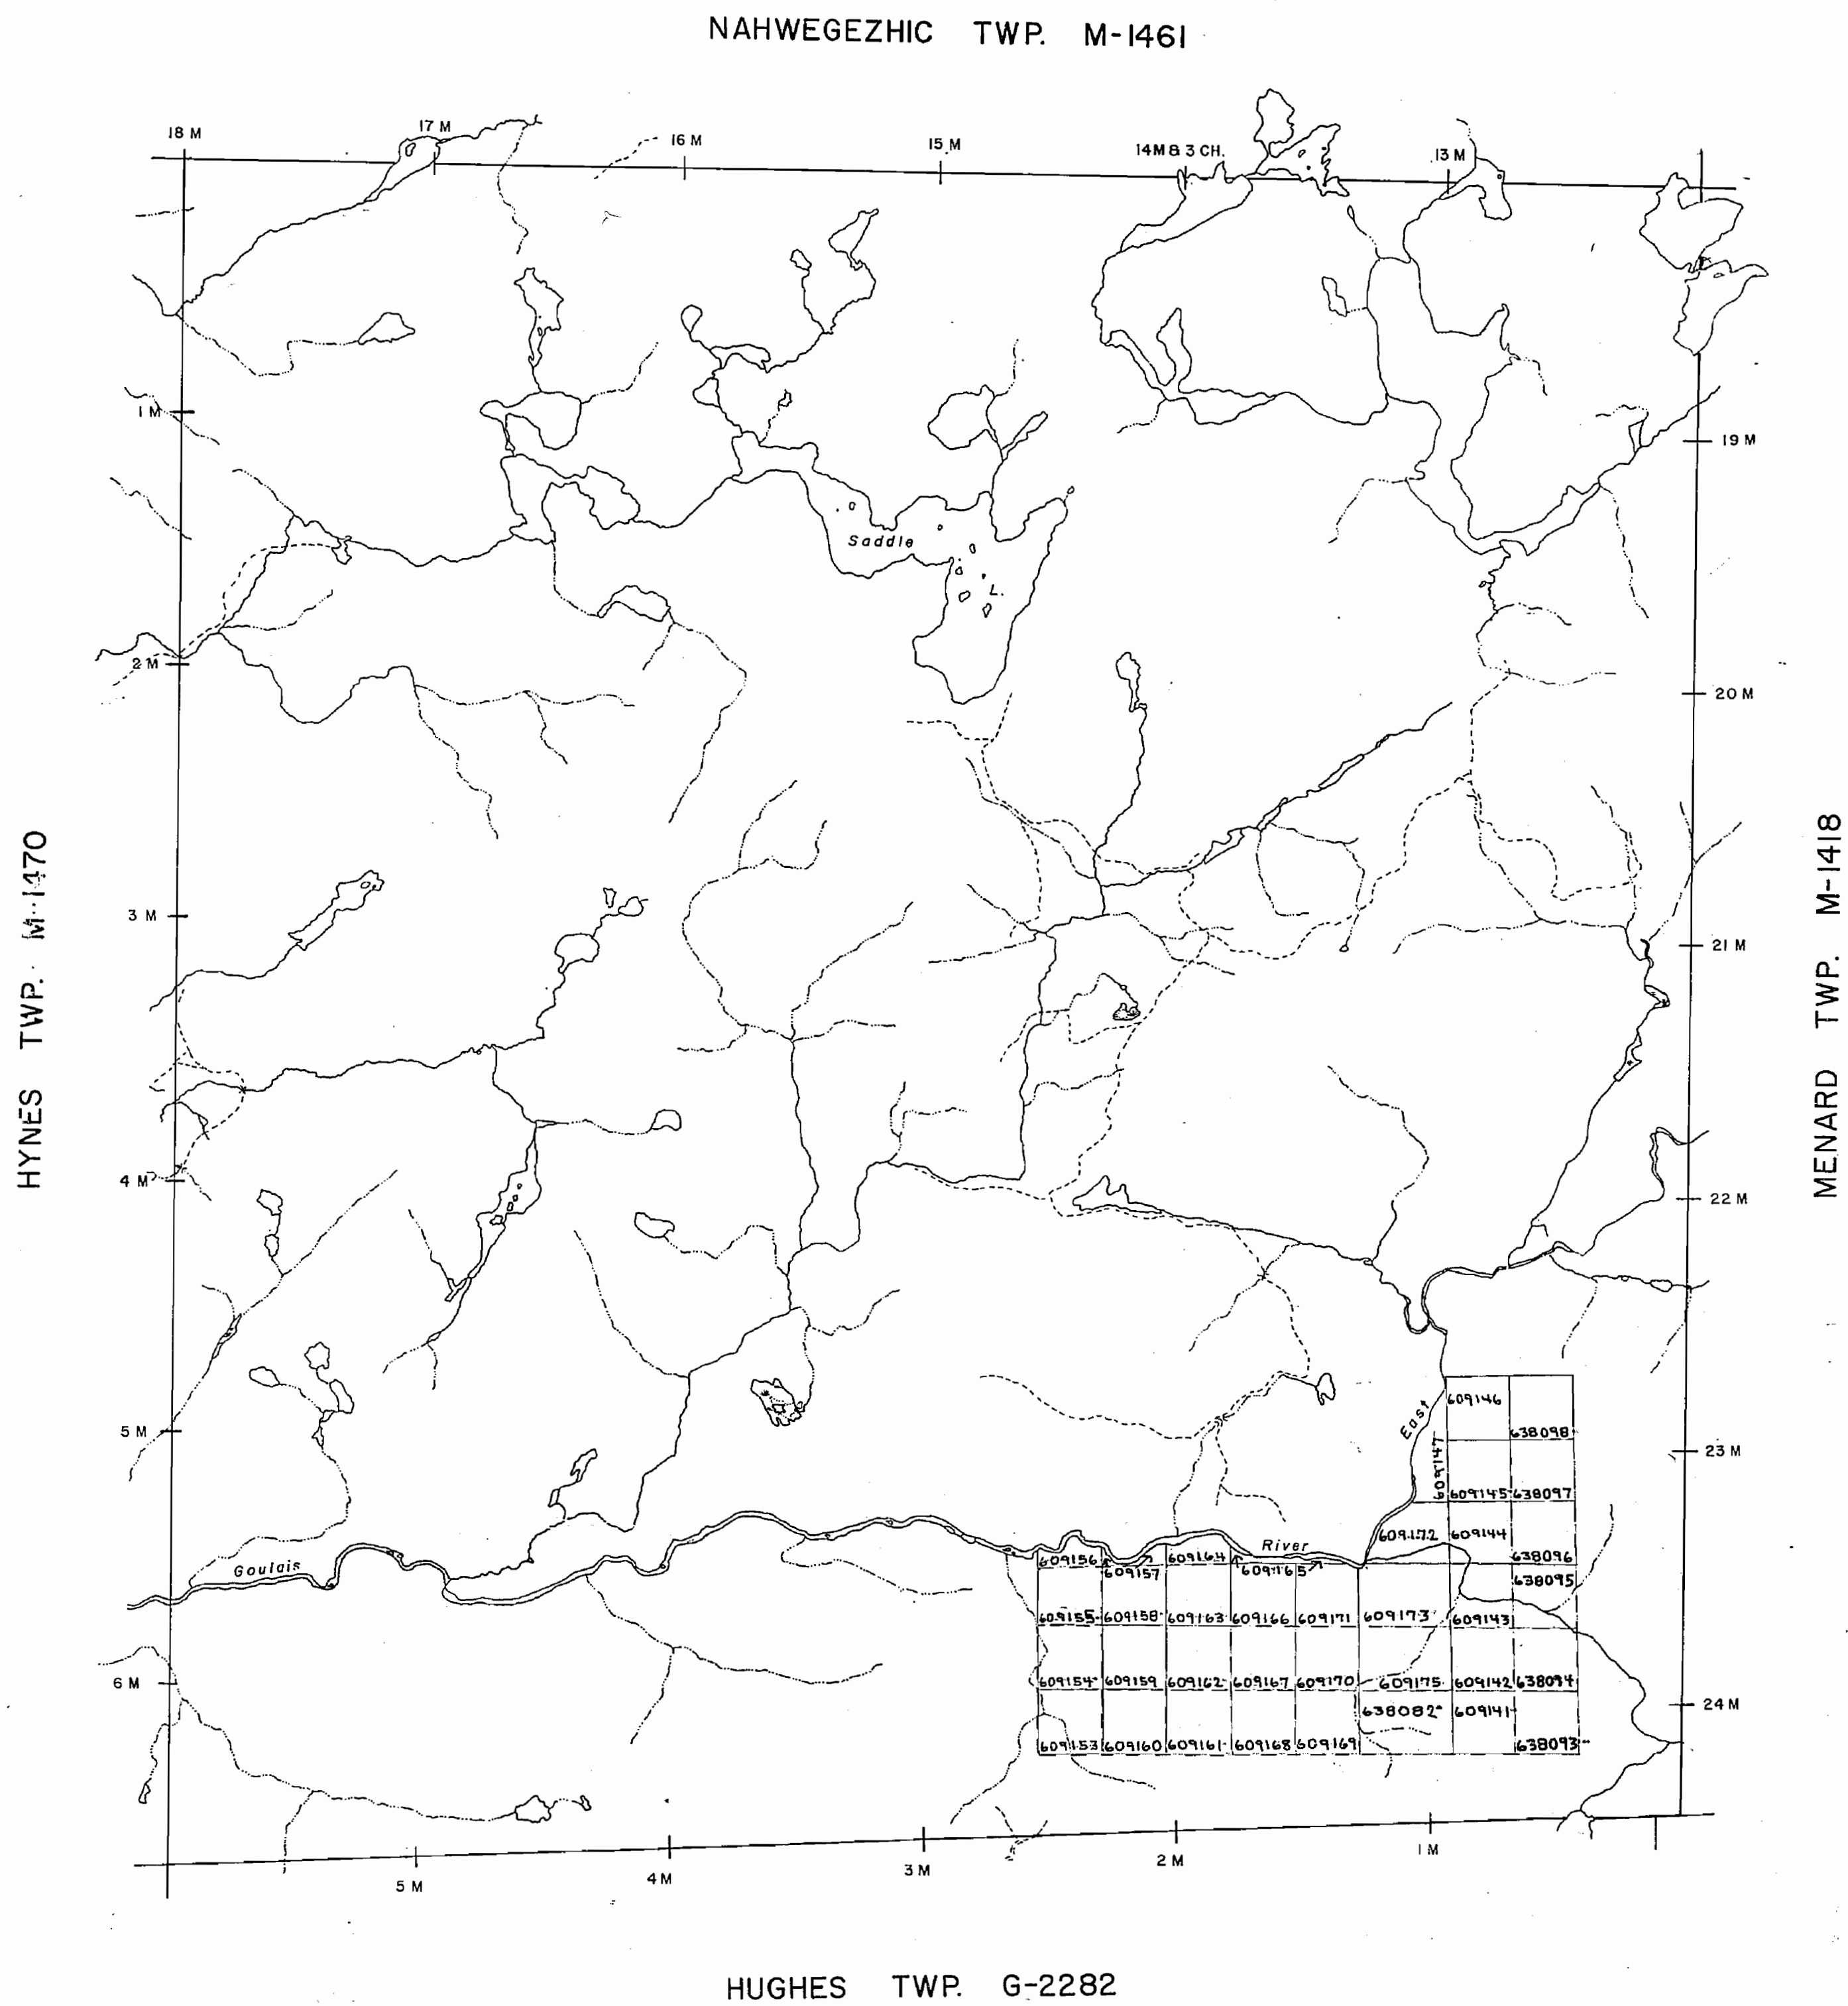 NAHWEGEZHIC TWP. M-1461
18 M
17 M
16 M
15 M
14M & 3 CH.
13 M
1 M
19 M
Saddle
L.
2 M
20 M
HYNES TWP. M-1470
MENARD TWP. M-1418
3 M
21 M
4 M
22 M
5 M
23 M
East
609146
638098
609147
609145 638097
609172 609144
638096
638095
Goulais
River
609156 609164
609157 609165
609155 609158 609163 609166 609171 609173 609143
609154 609159 609162 609167 609170 609175 609142 638094
638082 609141
609153 609160 609161 609168 609169 638093
6 M
24 M
5 M
4 M
3 M
2 M
1 M
HUGHES TWP. G-2282